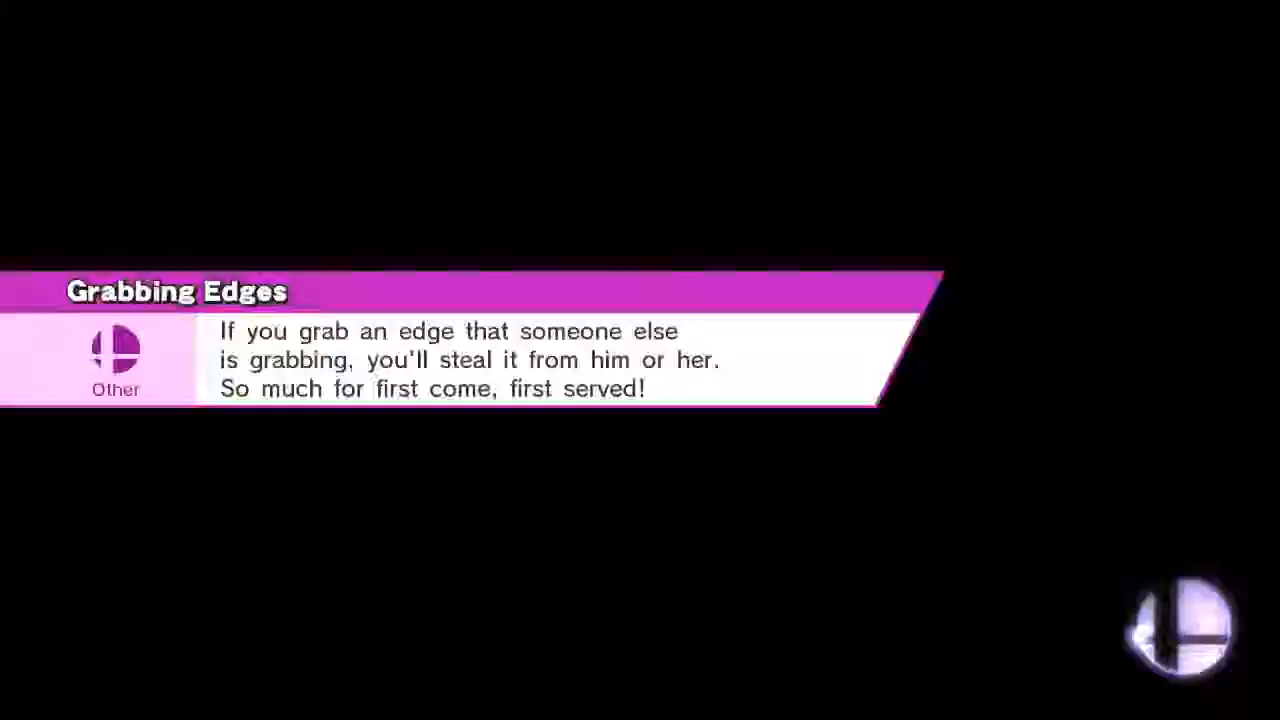 Grabbing Edges
Other
If you grab an edge that someone else
is grabbing, you'll steal it from him or her.
So much for first come, first served!